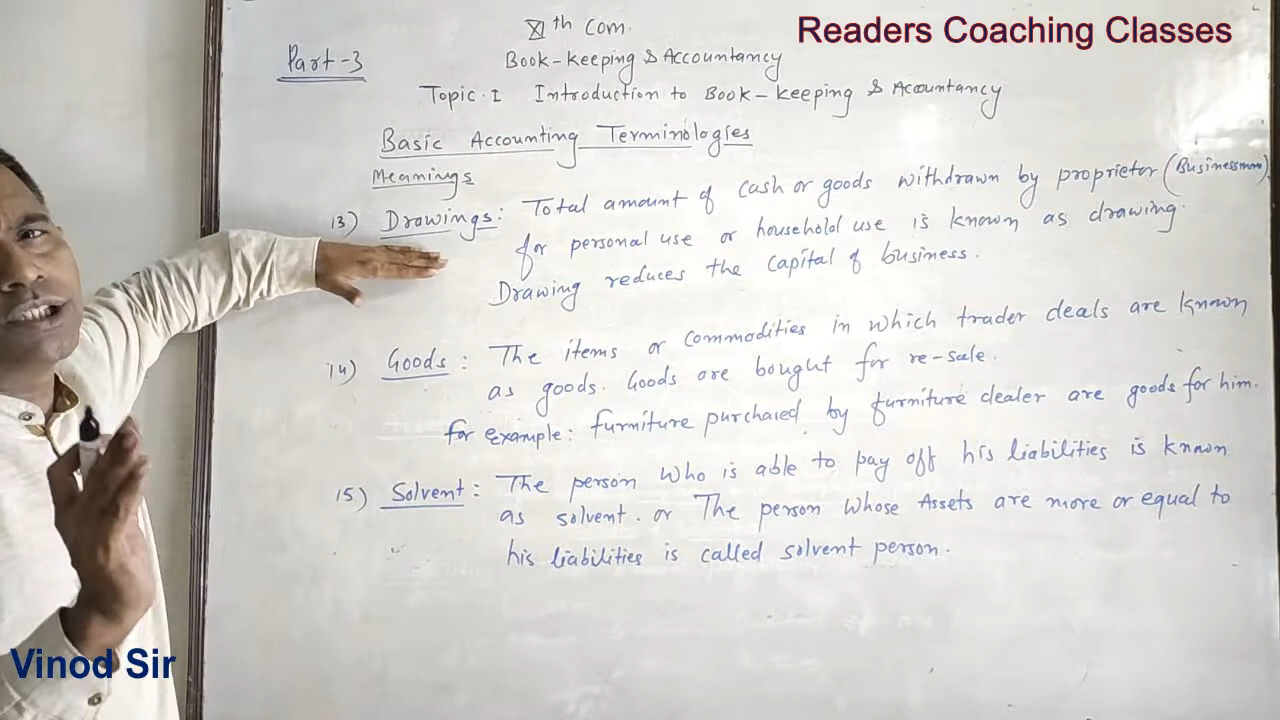 Readers Coaching Classes
XIth Com.
Part-3
Book-keeping & Accountancy
Topic. I Introduction to Book-keeping & Accountancy
Basic Accounting Terminologies
Meanings
13) Drawings: Total amount of cash or goods withdrawn by proprietor (Businessman)
for personal use or household use is known as drawing.
Drawing reduces the capital of business.
14) Goods: The items or commodities in which trader deals are known
as goods. Goods are bought for re-sale.
for example: furniture purchased by furniture dealer are goods for him.
15) Solvent: The person who is able to pay off his liabilities is known
as solvent. or The person whose Assets are more or equal to
his liabilities is called solvent person.
Vinod Sir